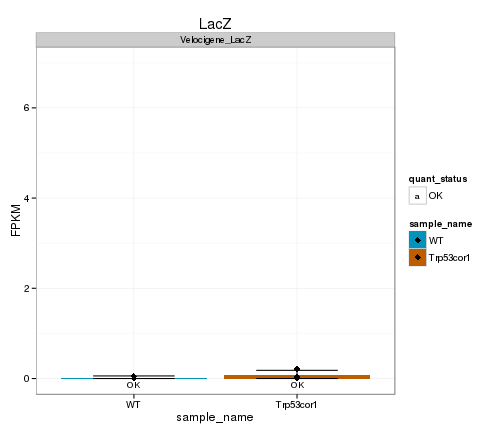 LacZ
Velocigene_LacZ
6
4
2
0
FPKM
OK
OK
WT
Trp53cor1
sample_name
quant_status
a OK
sample_name
WT
Trp53cor1